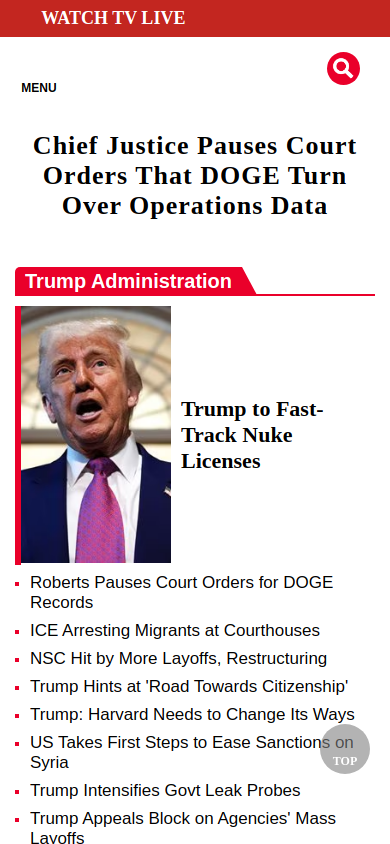 WATCH TV LIVE
MENU
Chief Justice Pauses Court
Orders That DOGE Turn
Over Operations Data
Trump Administration
Trump to Fast-
Track Nuke
Licenses
Roberts Pauses Court Orders for DOGE
Records
ICE Arresting Migrants at Courthouses
NSC Hit by More Layoffs, Restructuring
Trump Hints at 'Road Towards Citizenship'
Trump: Harvard Needs to Change Its Ways
US Takes First Steps to Ease Sanctions on
Syria
TOP
Trump Intensifies Govt Leak Probes
Trump Appeals Block on Agencies' Mass
Layoffs